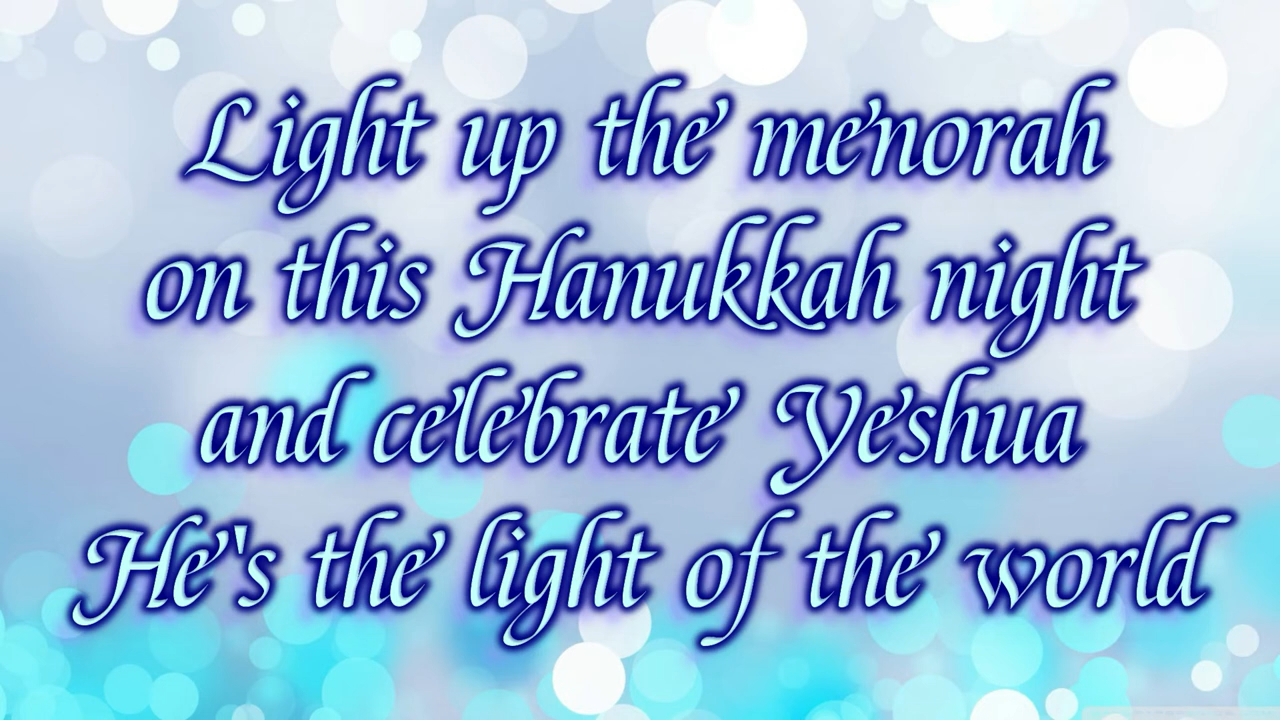 Light up the menorah
on this Hanukkah night
and celebrate Yeshua
He's the light of the world